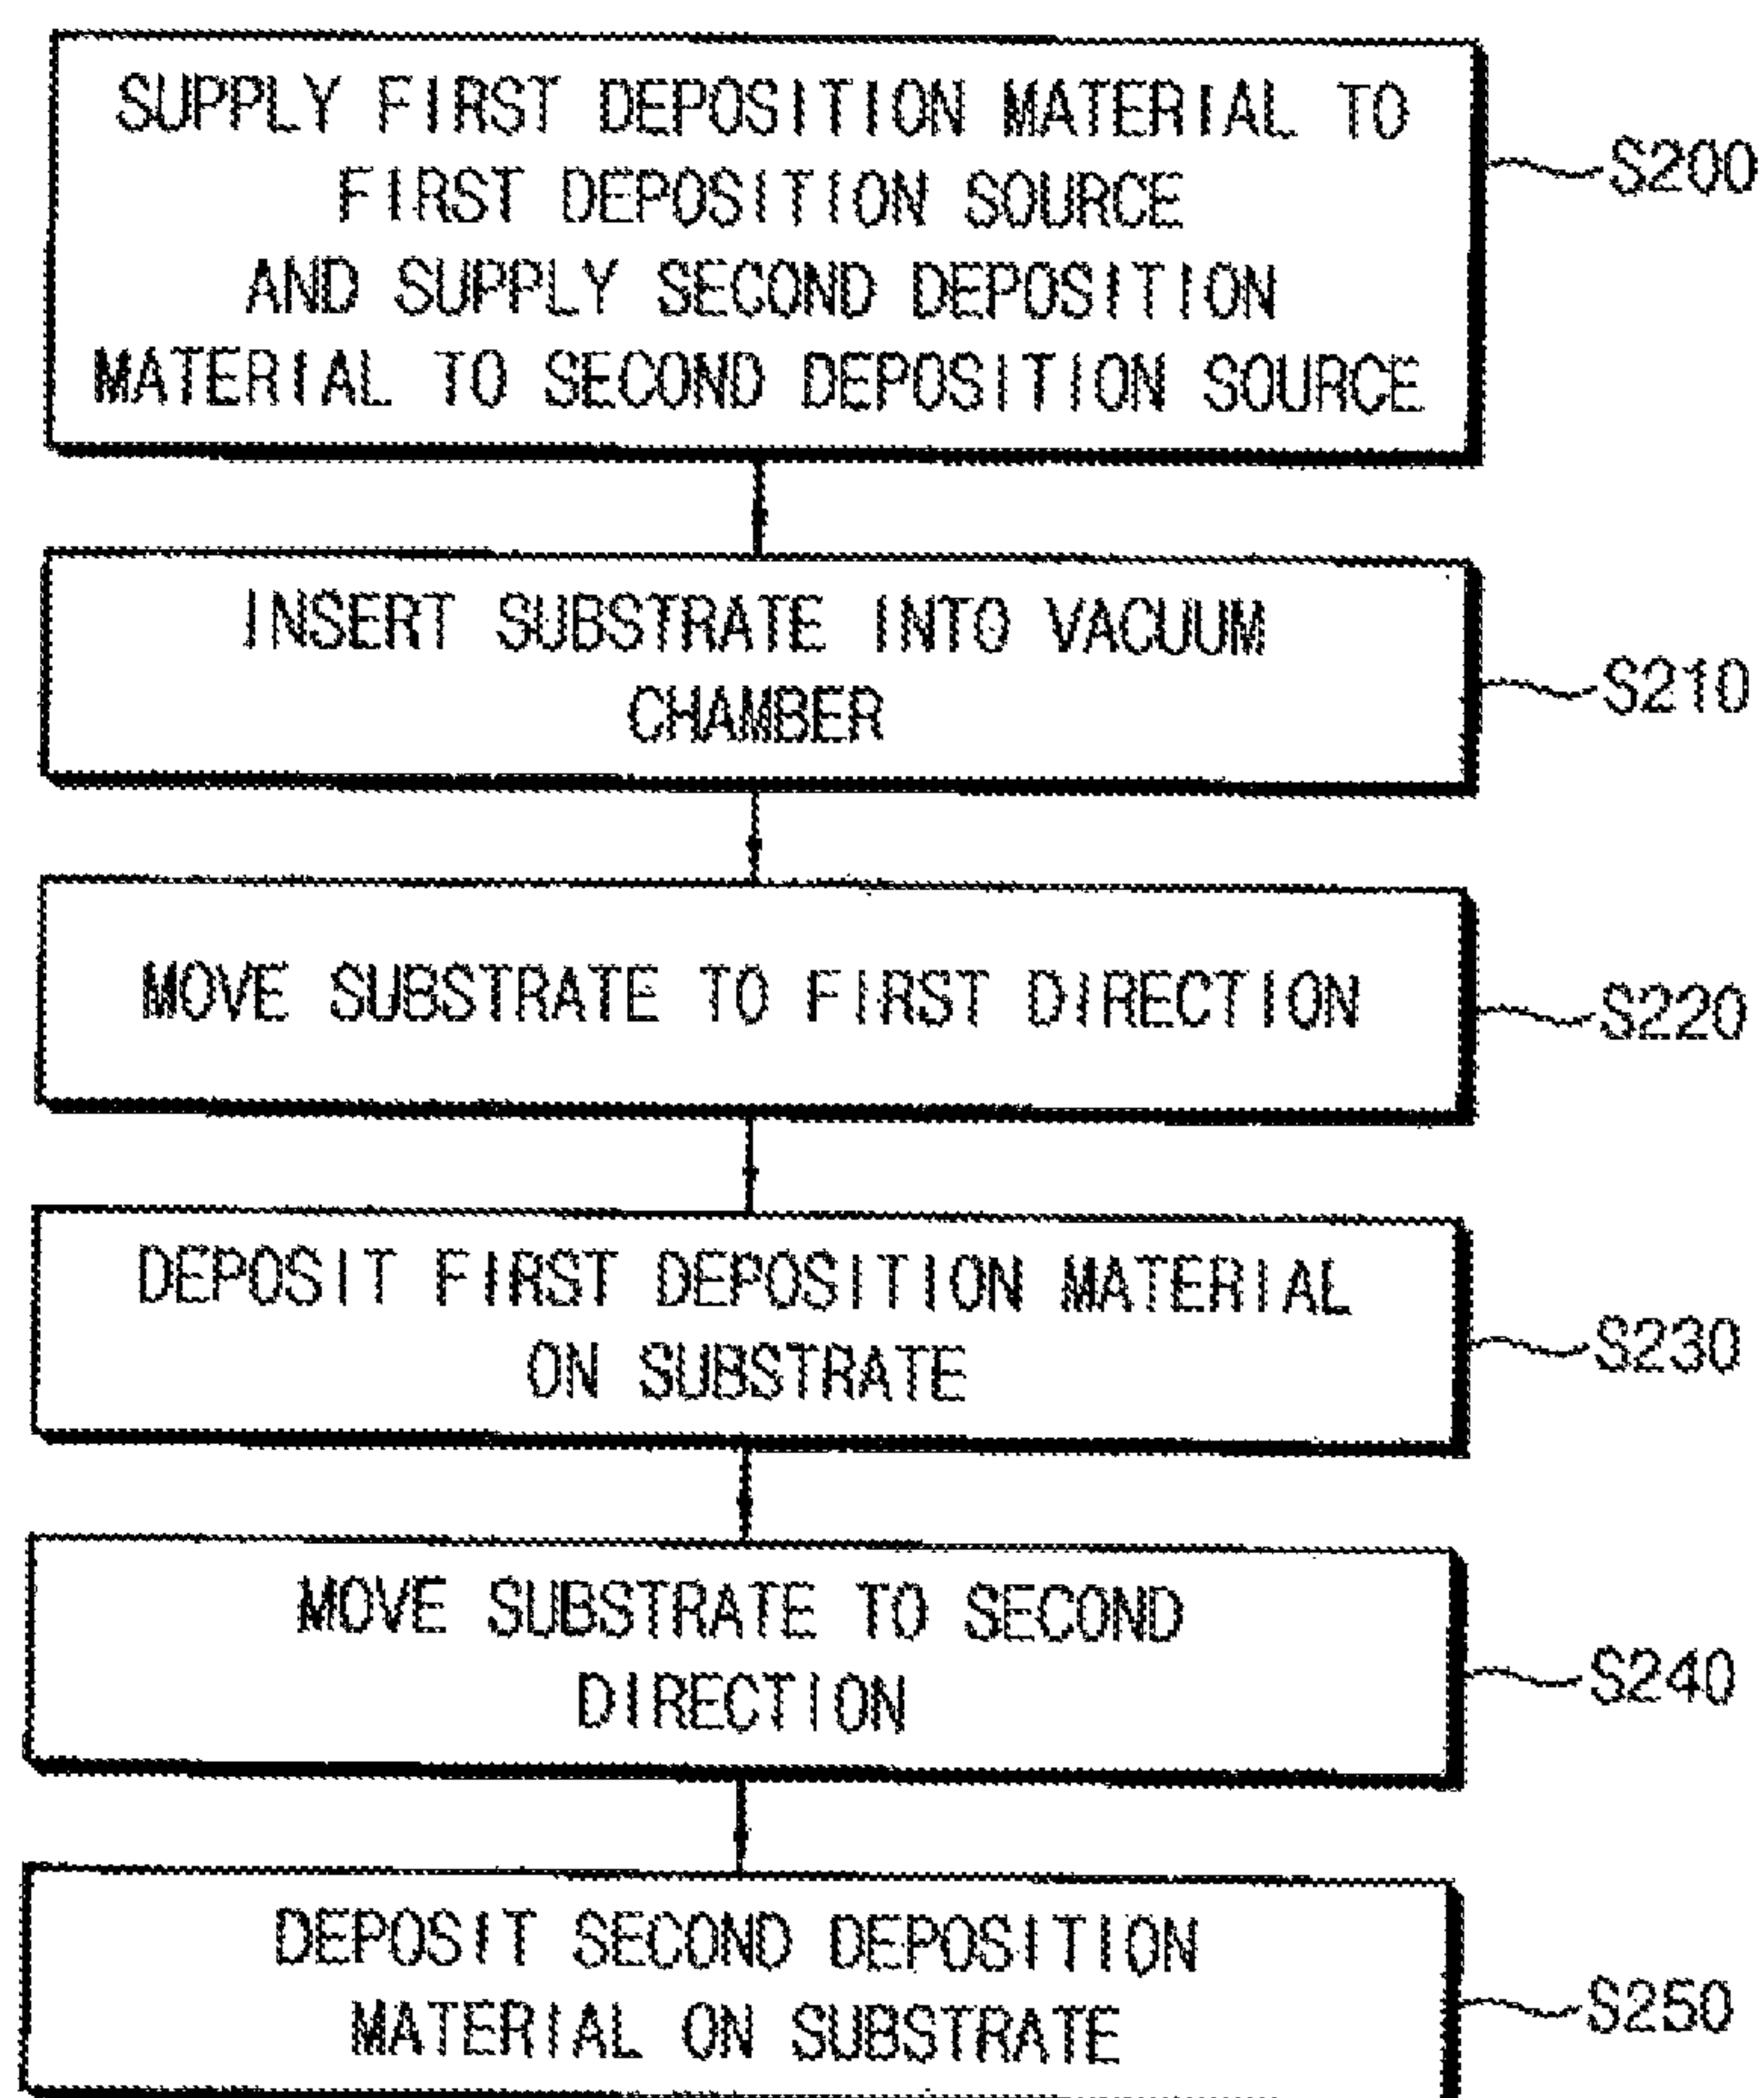 SUPPLY FIRST DEPOSITION MATERIAL TO
FIRST DEPOSITION SOURCE
AND SUPPLY SECOND DEPOSITION
MATERIAL TO SECOND DEPOSITION SOURCE
S200
INSERT SUBSTRATE INTO VACUUM
CHAMBER
S210
MOVE SUBSTRATE TO FIRST DIRECTION
S220
DEPOSIT FIRST DEPOSITION MATERIAL
ON SUBSTRATE
S230
MOVE SUBSTRATE TO SECOND
DIRECTION
S240
DEPOSIT SECOND DEPOSITION
MATERIAL ON SUBSTRATE
S250